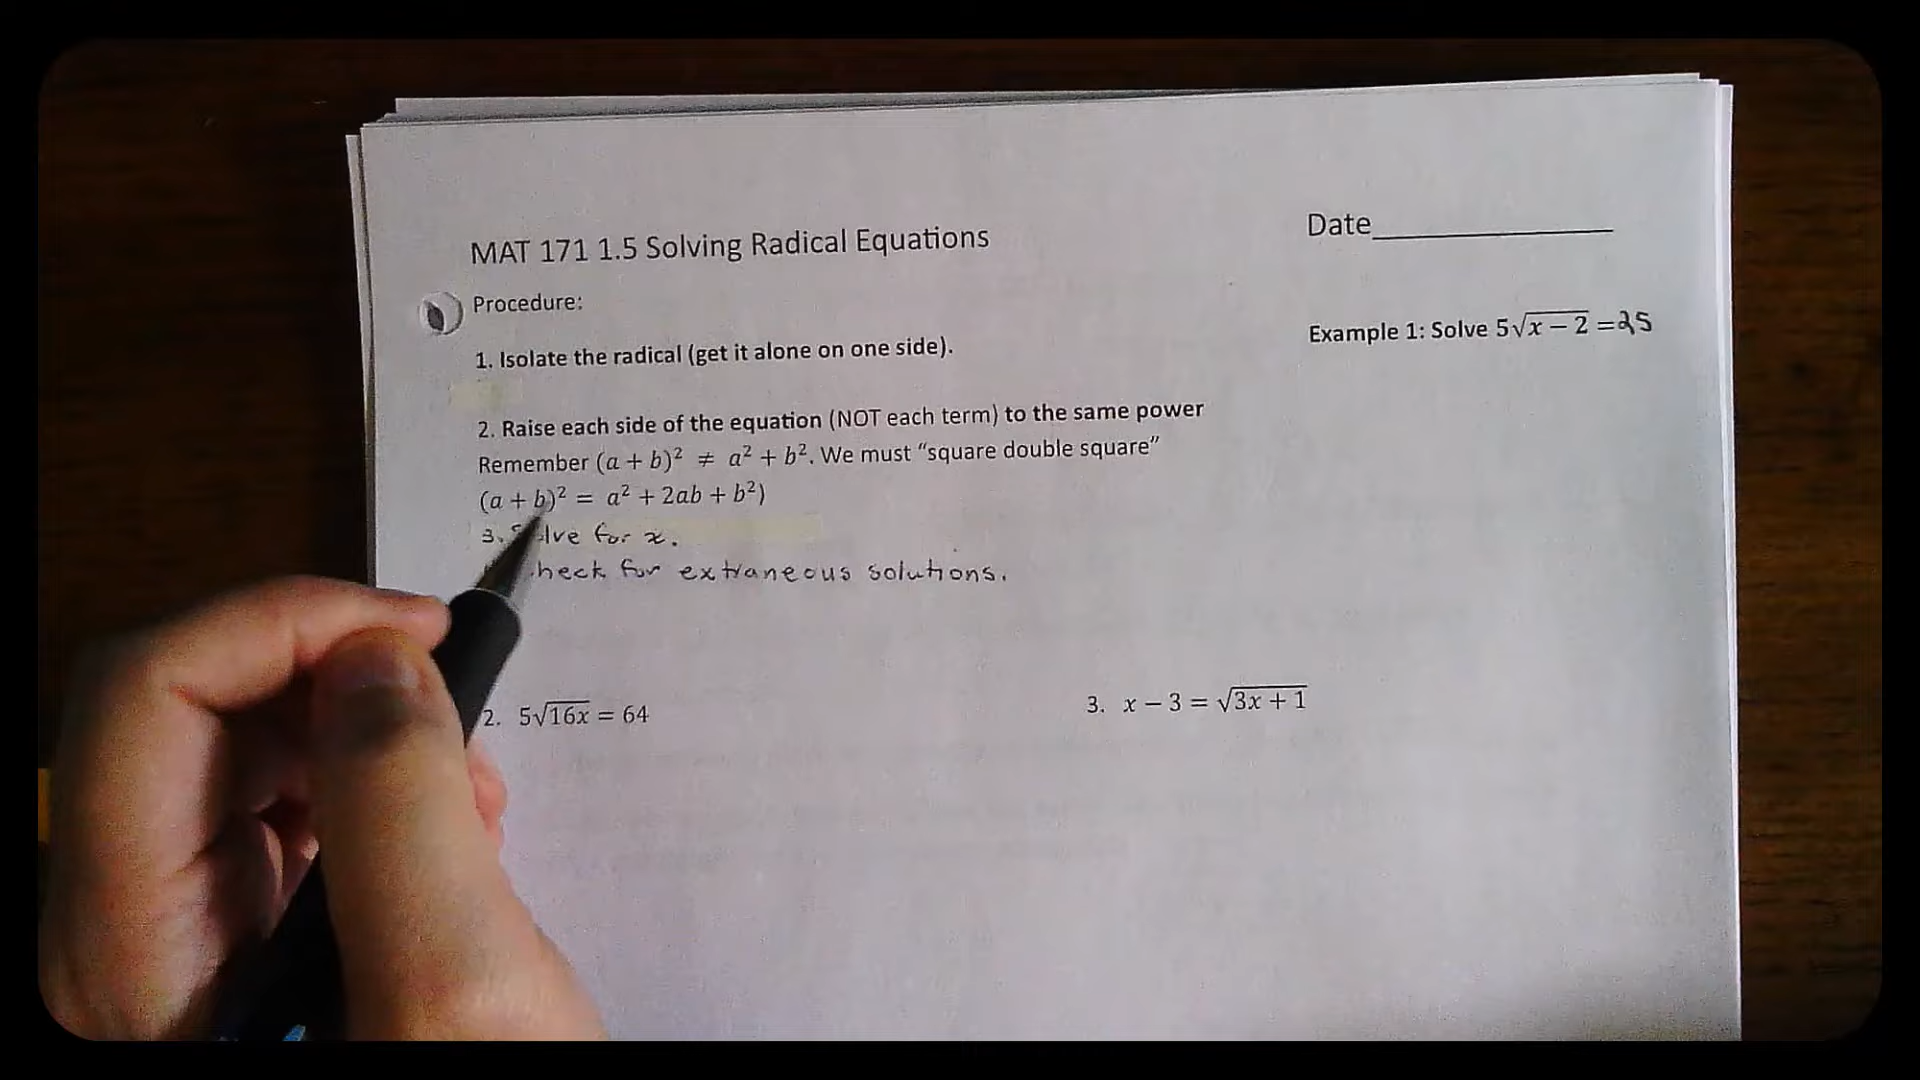 MAT 171 1.5 Solving Radical Equations
Date_______________
Procedure:
1. Isolate the radical (get it alone on one side).
Example 1: Solve 5√(x − 2) = 25
2. Raise each side of the equation (NOT each term) to the same power
Remember (a + b)² ≠ a² + b². We must “square double square”
(a + b)² = a² + 2ab + b²)
3. for x.
for extraneous solutions.
2. 5√(16x) = 64
3. x − 3 = √(3x + 1)